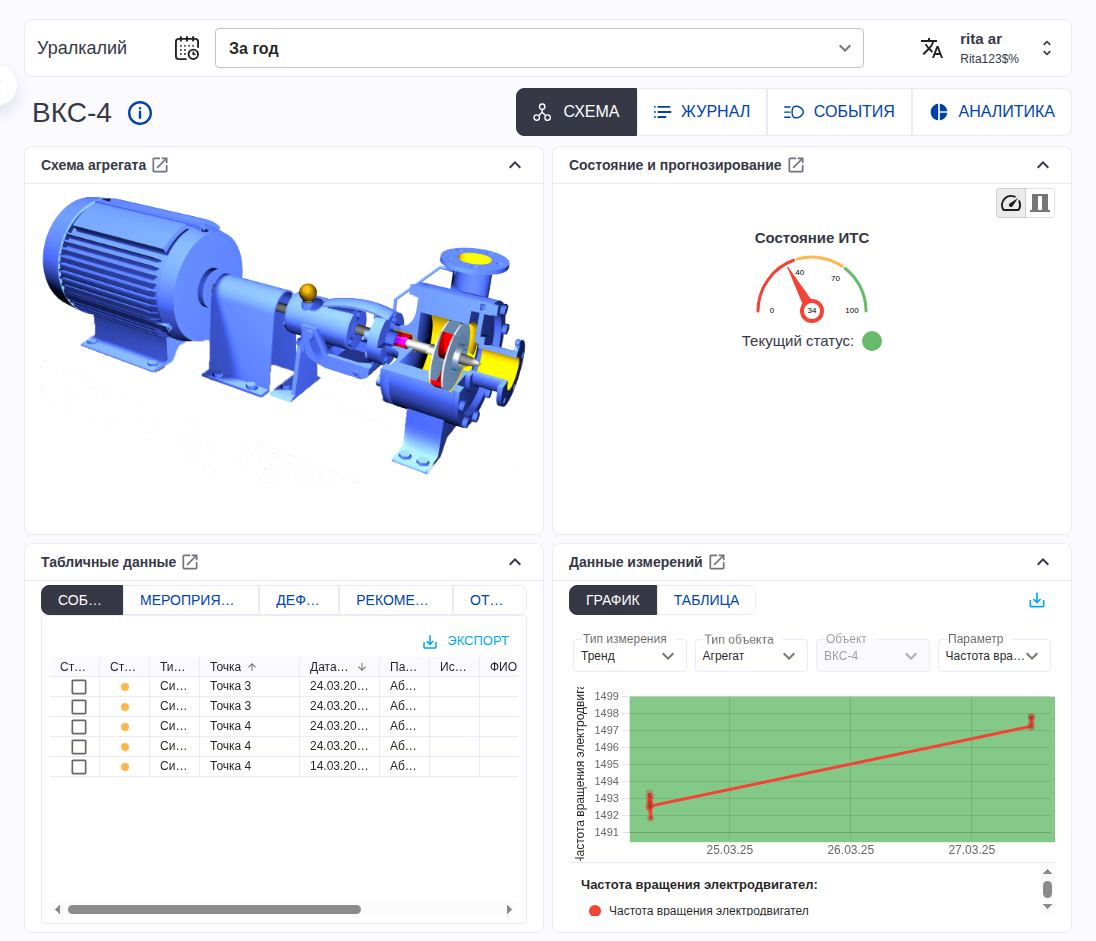 Уралкалий
За год
rita ar
Rita123$%
ВКС-4
СХЕМА
ЖУРНАЛ
СОБЫТИЯ
АНАЛИТИКА
Схема агрегата
Состояние и прогнозирование
Состояние ИТС
40
70
0
34
100
Текущий статус:
Табличные данные
СОБ...
МЕРОПРИЯ...
ДЕФ...
РЕКОМЕ...
ОТ...
ЭКСПОРТ
Ст... Ст... Ти... Точка Дата... Па... Ис... ФИО
Си... Точка 3 24.03.20... Аб...
Си... Точка 3 24.03.20... Аб...
Си... Точка 4 24.03.20... Аб...
Си... Точка 4 24.03.20... Аб...
Си... Точка 4 14.03.20... Аб...
Данные измерений
ГРАФИК
ТАБЛИЦА
Тип измерения
Тренд
Тип объекта
Агрегат
Объект
ВКС-4
Параметр
Частота вра...
Частота вращения электродвига
1499
1498
1497
1496
1495
1494
1493
1492
1491
25.03.25
26.03.25
27.03.25
Частота вращения электродвигател:
Частота вращения электродвигател